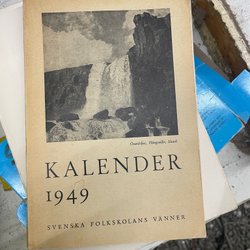 KALENDER
1949
SVENSKA FOLKSKOLANS VÄNNER